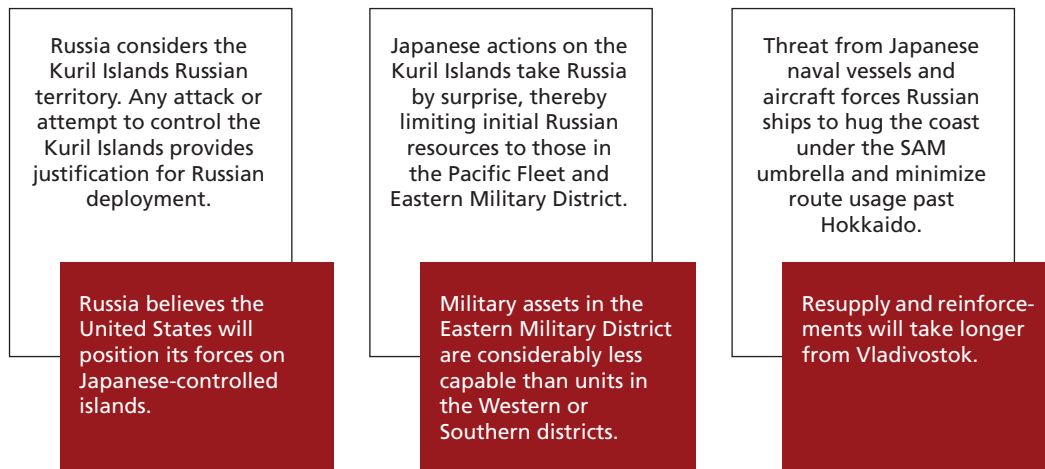 Russia considers the
Kuril Islands Russian
territory. Any attack or
attempt to control the
Kuril Islands provides
justification for Russian
deployment.
Russia believes the
United States will
position its forces on
Japanese-controlled
islands.
Japanese actions on the
Kuril Islands take Russia
by surprise, thereby
limiting initial Russian
resources to those in
the Pacific Fleet and
Eastern Military District.
Military assets in the
Eastern Military District
are considerably less
capable than units in
the Western or
Southern districts.
Threat from Japanese
naval vessels and
aircraft forces Russian
ships to hug the coast
under the SAM
umbrella and minimize
route usage past
Hokkaido.
Resupply and reinforce-
ments will take longer
from Vladivostok.